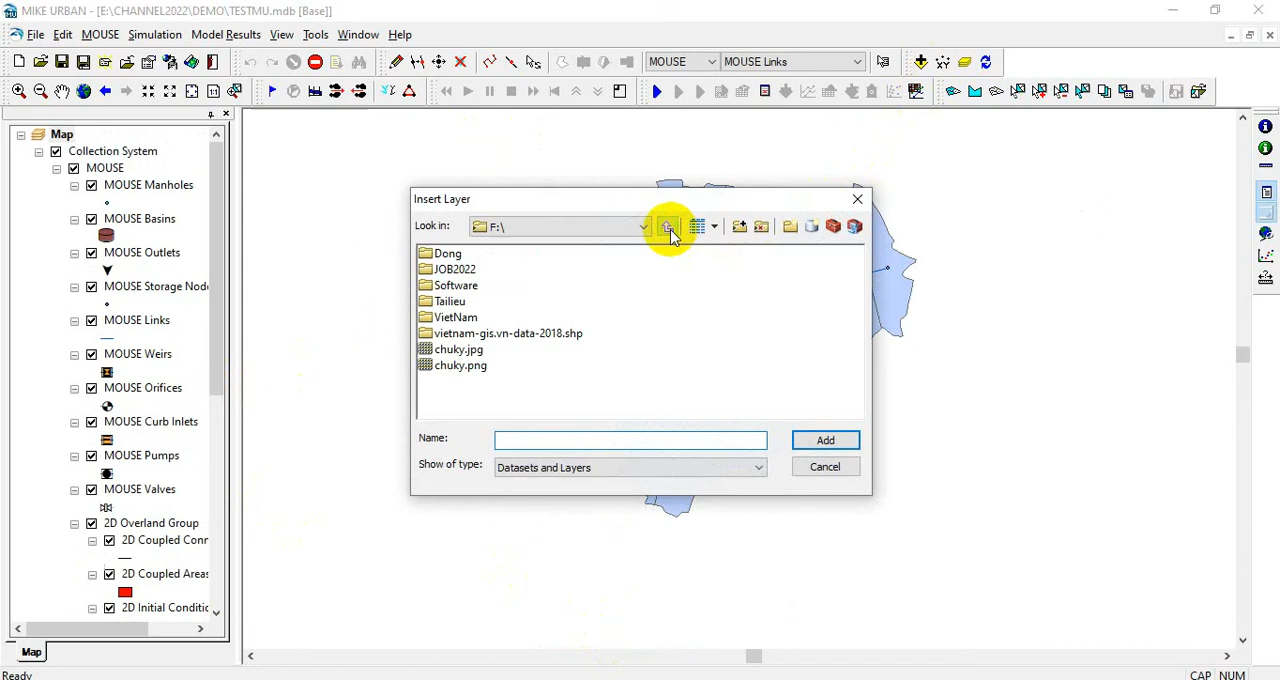 MIKE URBAN - [E:\CHANNEL2022\DEMO\TESTMU.mdb [Base]]
File Edit MOUSE Simulation Model Results View Tools Window Help
MOUSE MOUSE Links
Map
Collection System
MOUSE
MOUSE Manholes
MOUSE Basins
MOUSE Outlets
MOUSE Storage Node
MOUSE Links
MOUSE Weirs
MOUSE Orifices
MOUSE Curb Inlets
MOUSE Pumps
MOUSE Valves
2D Overland Group
2D Coupled Conr
2D Coupled Areas
2D Initial Conditic
Map
Insert Layer
Look in: F:\
Dong
JOB2022
Software
Tailieu
VietNam
vietnam-gis.vn-data-2018.shp
chuky.jpg
chuky.png
Name: Add
Show of type: Datasets and Layers Cancel
Ready CAP NUM